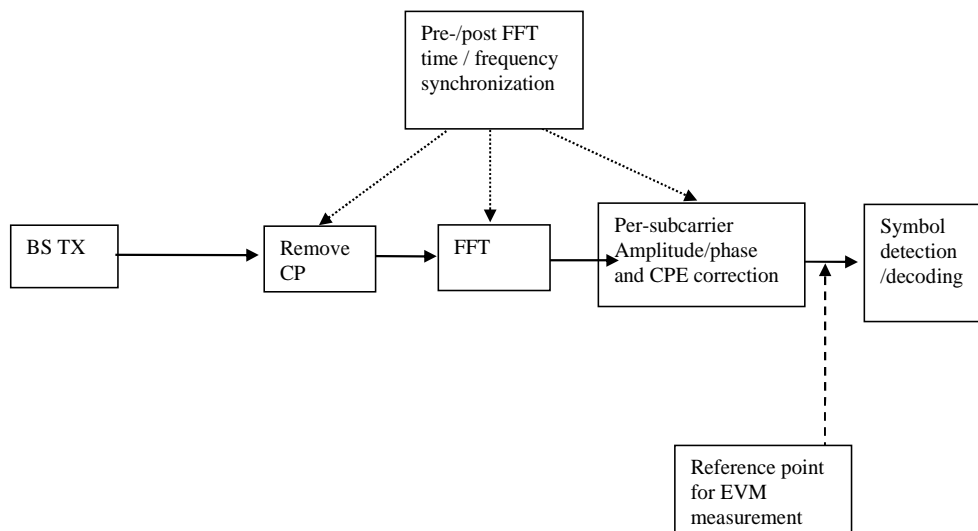 Pre-/post FFT
time / frequency
synchronization
BS TX
Remove
CP
FFT
Per-subcarrier
Amplitude/phase
and CPE correction
Symbol
detection
/decoding
Reference point
for EVM
measurement